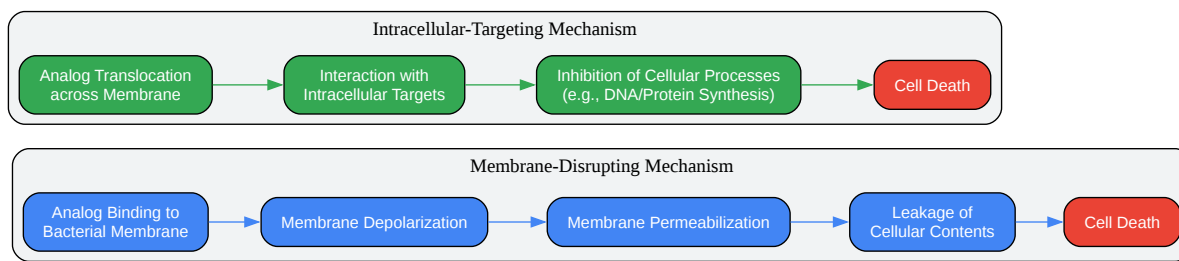 Intracellular-Targeting Mechanism
Analog Translocation
across Membrane
Interaction with
Intracellular Targets
Inhibition of Cellular Processes
(e.g., DNA/Protein Synthesis)
Cell Death
Membrane-Disrupting Mechanism
Analog Binding to
Bacterial Membrane
Membrane Depolarization
Membrane Permeabilization
Leakage of
Cellular Contents
Cell Death